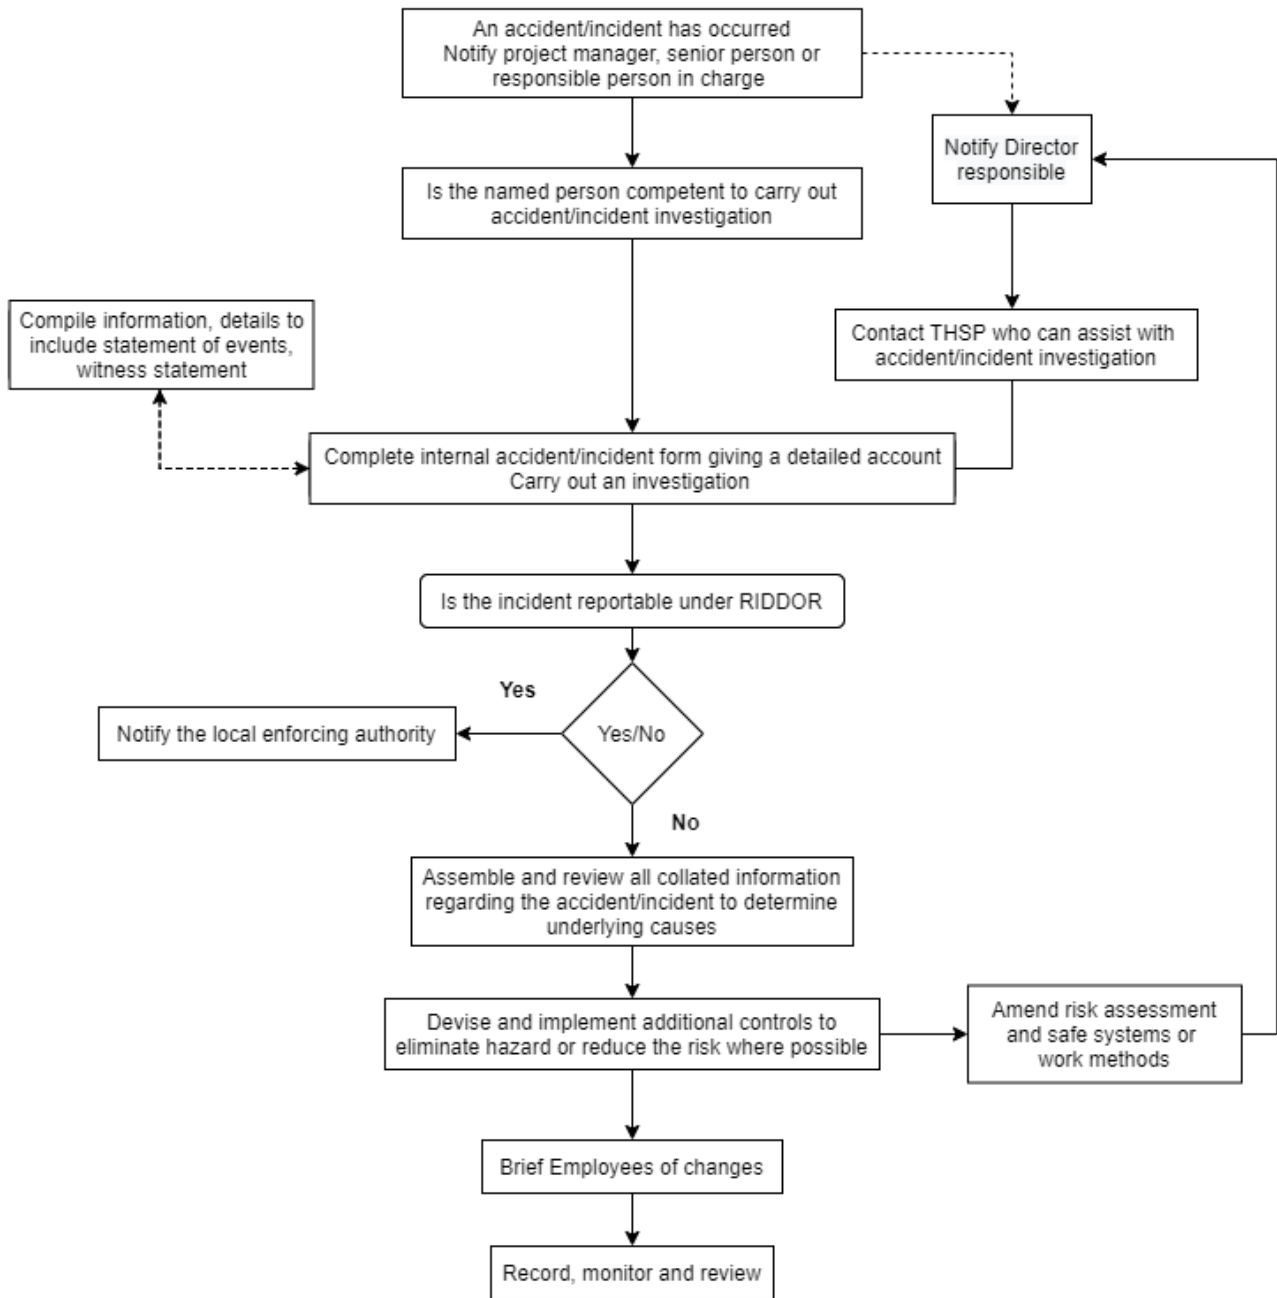 An accident/incident has occurred
Notify project manager, senior person or
responsible person in charge
Notify Director
responsible
Is the named person competent to carry out
accident/incident investigation
Compile information, details to
include statement of events,
witness statement
Contact THSP who can assist with
accident/incident investigation
Complete internal accident/incident form giving a detailed account
Carry out an investigation
Is the incident reportable under RIDDOR
Yes
Notify the local enforcing authority
Yes/No
No
Assemble and review all collated information
regarding the accident/incident to determine
underlying causes
Devise and implement additional controls to
eliminate hazard or reduce the risk where possible
Amend risk assessment
and safe systems or
work methods
Brief Employees of changes
Record, monitor and review